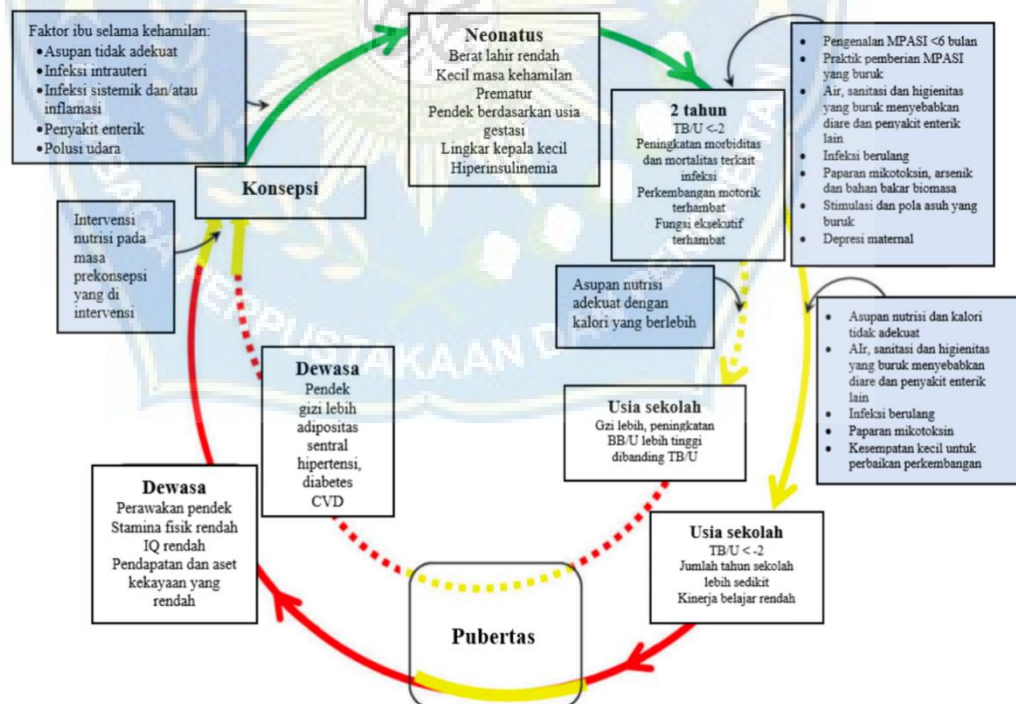 Faktor ibu selama kehamilan:
• Asupan tidak adekuat
• Infeksi intrauteri
• Infeksi sistemik dan/atau
inflamasi
• Penyakit enterik
• Polusi udara
Neonatus
Berat lahir rendah
Kecil masa kehamilan
Prematur
Pendek berdasarkan usia
gestasi
Lingkar kepala kecil
Hiperinsulinemia
2 tahun
TB/U <-2
Peningkatan morbiditas
dan mortalitas terkait
infeksi
Perkembangan motorik
terhambat
Fungsi eksekutif
terhambat
• Pengenalan MPASI <6 bulan
• Praktik pemberian MPASI
yang buruk
• Air, sanitasi dan higienitas
yang buruk menyebabkan
diare dan penyakit enterik
lain
• Infeksi berulang
• Paparan mikotoksin, arsenik
dan bahan bakar biomasa
• Stimulasi dan pola asuh yang
buruk
• Depresi maternal
Konsepsi
Intervensi
nutrisi pada
masa
prekonsepsi
yang di
intervensi
Asupan nutrisi
adekuat dengan
kalori yang berlebih
• Asupan nutrisi dan kalori
tidak adekuat
• AIr, sanitasi dan higienitas
yang buruk menyebabkan
diare dan penyakit enterik
lain
• Infeksi berulang
• Paparan mikotoksin
• Kesempatan kecil untuk
perbaikan perkembangan
Dewasa
Pendek
gizi lebih
adipositas
sentral
hipertensi,
diabetes
CVD
Usia sekolah
Gzi lebih, peningkatan
BB/U lebih tinggi
dibanding TB/U
Dewasa
Perawakan pendek
Stamina fisik rendah
IQ rendah
Pendapatan dan aset
kekayaan yang
rendah
Usia sekolah
TB/U < -2
Jumlah tahun sekolah
lebih sedikit
Kinerja belajar rendah
Pubertas